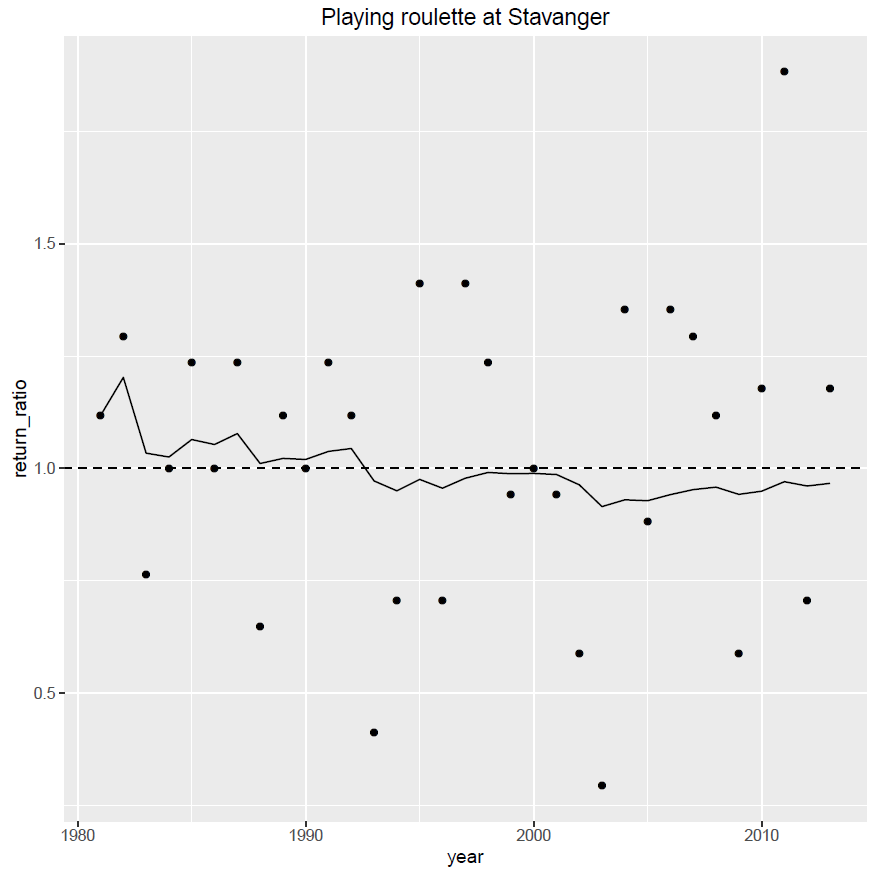 Playing roulette at Stavanger
return_ratio
1.5
1.0
0.5
1980 1990 2000 2010
year